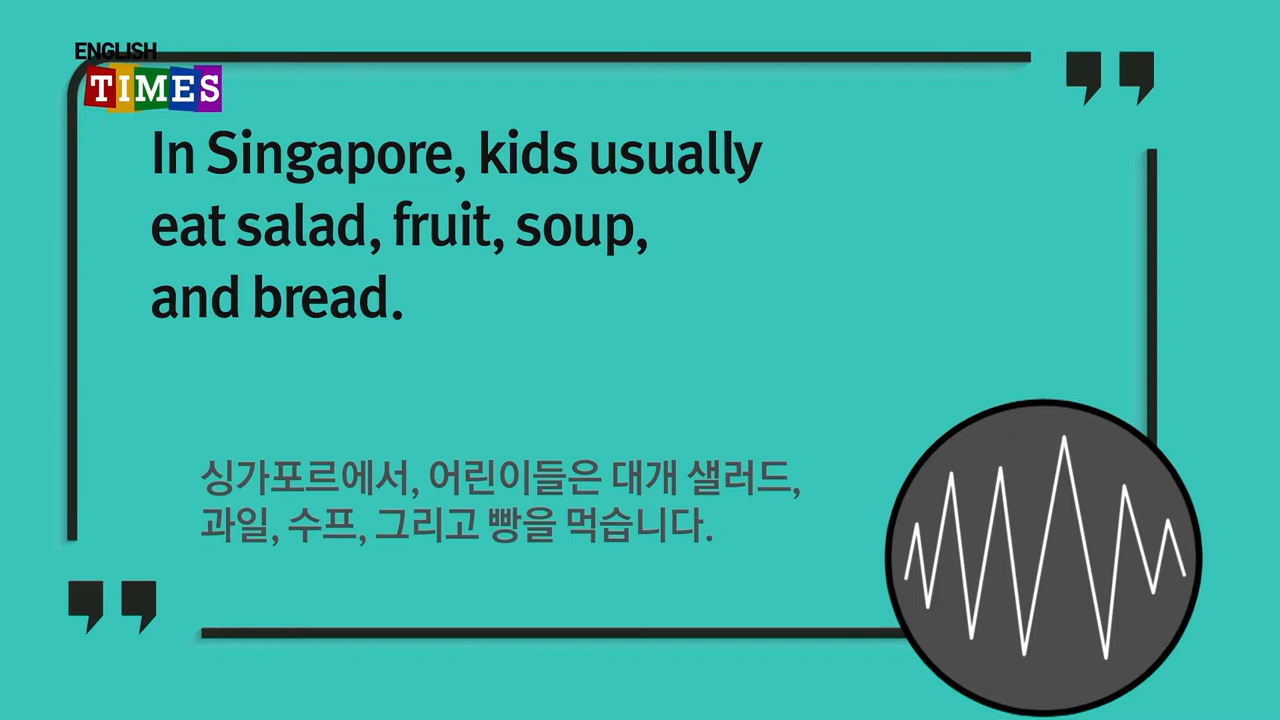 ENGLISH
TIMES
In Singapore, kids usually
eat salad, fruit, soup,
and bread.
싱가포르에서, 어린이들은 대개 샐러드,
과일, 수프, 그리고 빵을 먹습니다.